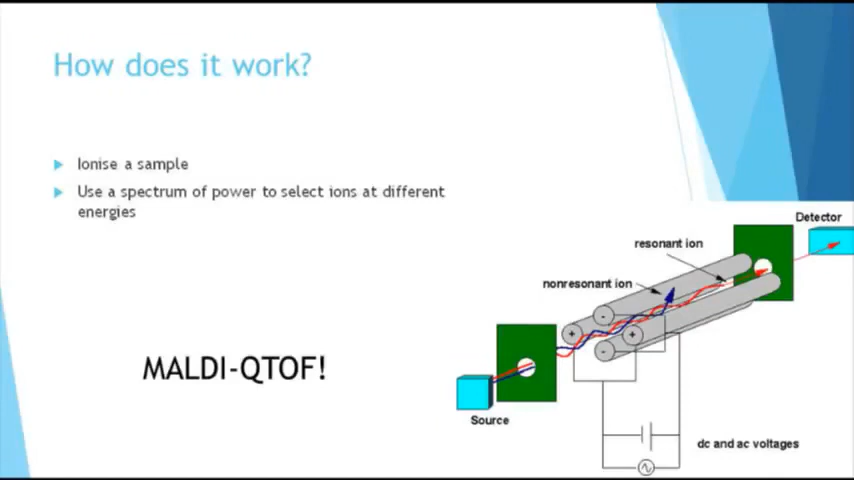 How does it work?
Ionise a sample
Use a spectrum of power to select ions at different
energies
Detector
resonant ion
nonresonant ion
-
+
+
-
MALDI-QTOF!
Source
dc and ac voltages